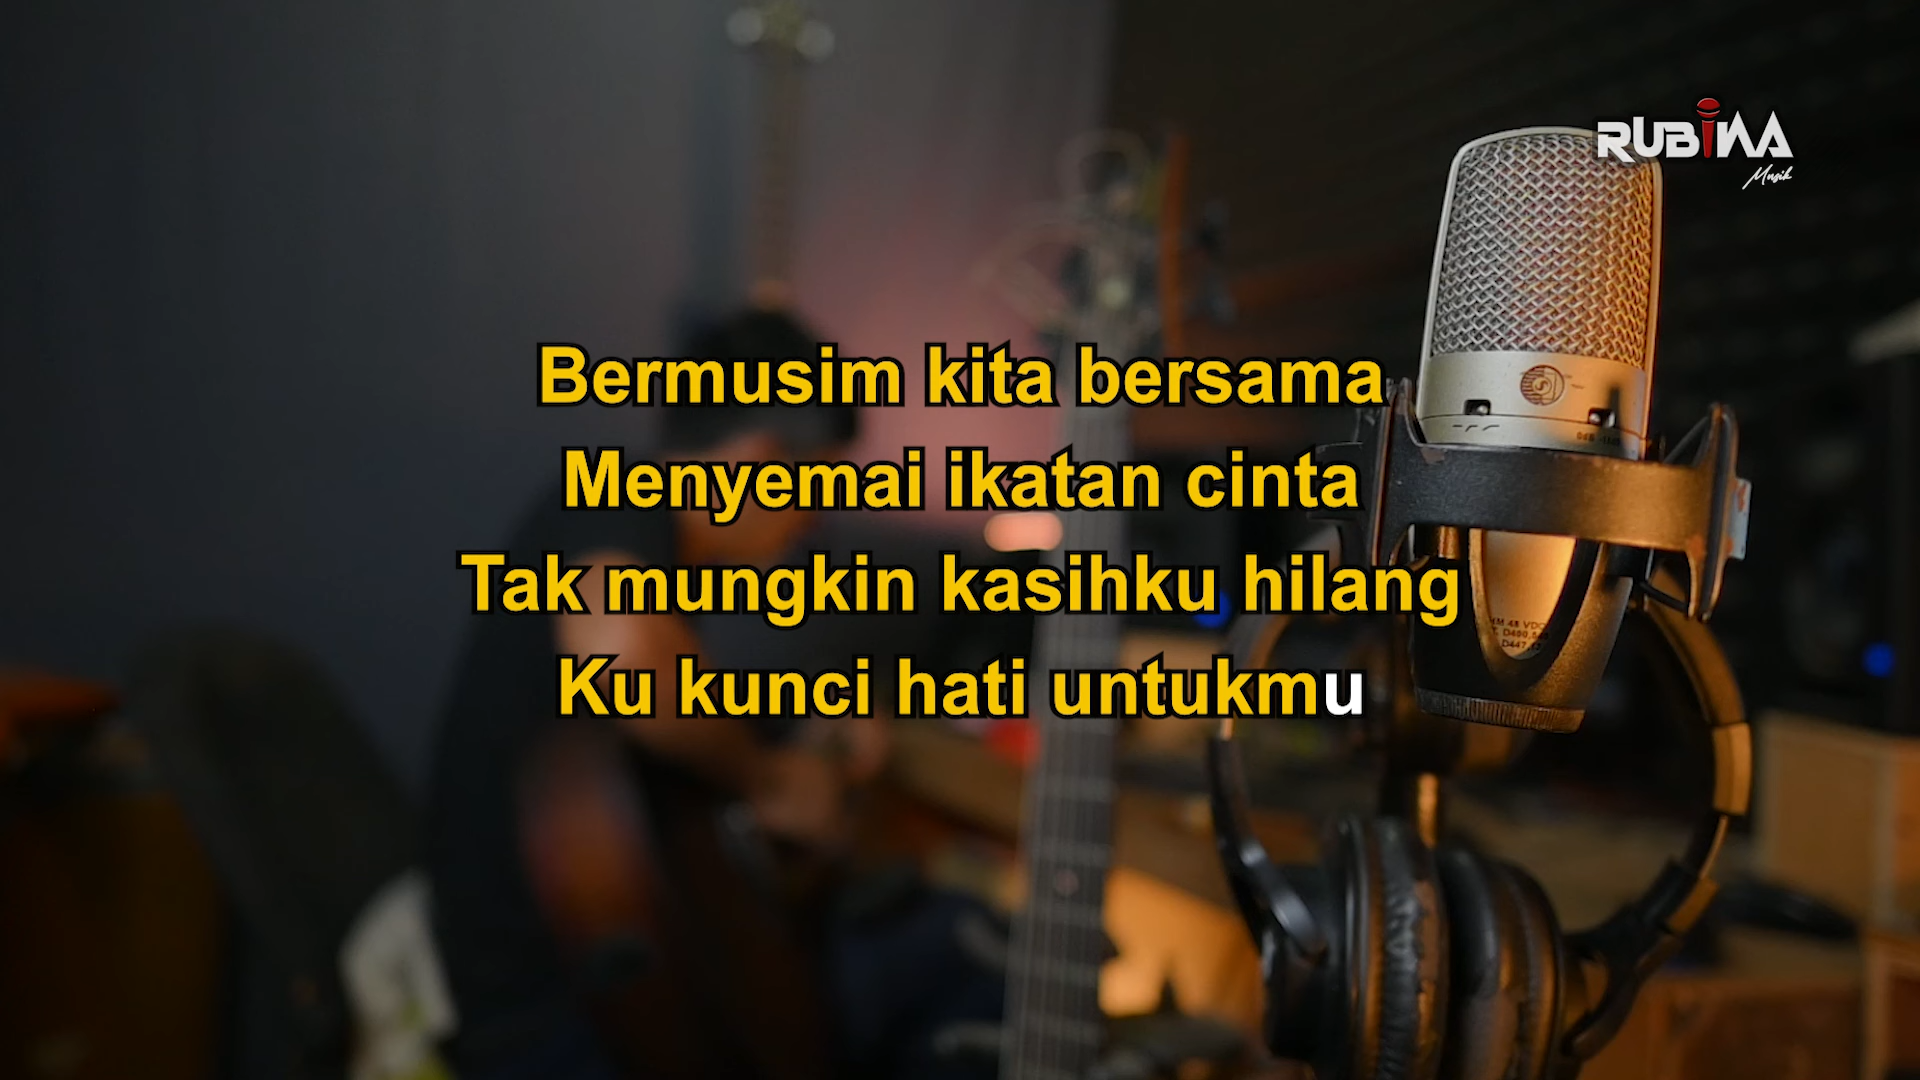 RUBiNA
Musik
Bermusim kita bersama
Menyemai ikatan cinta
Tak mungkin kasihku hilang
Ku kunci hati untukmu